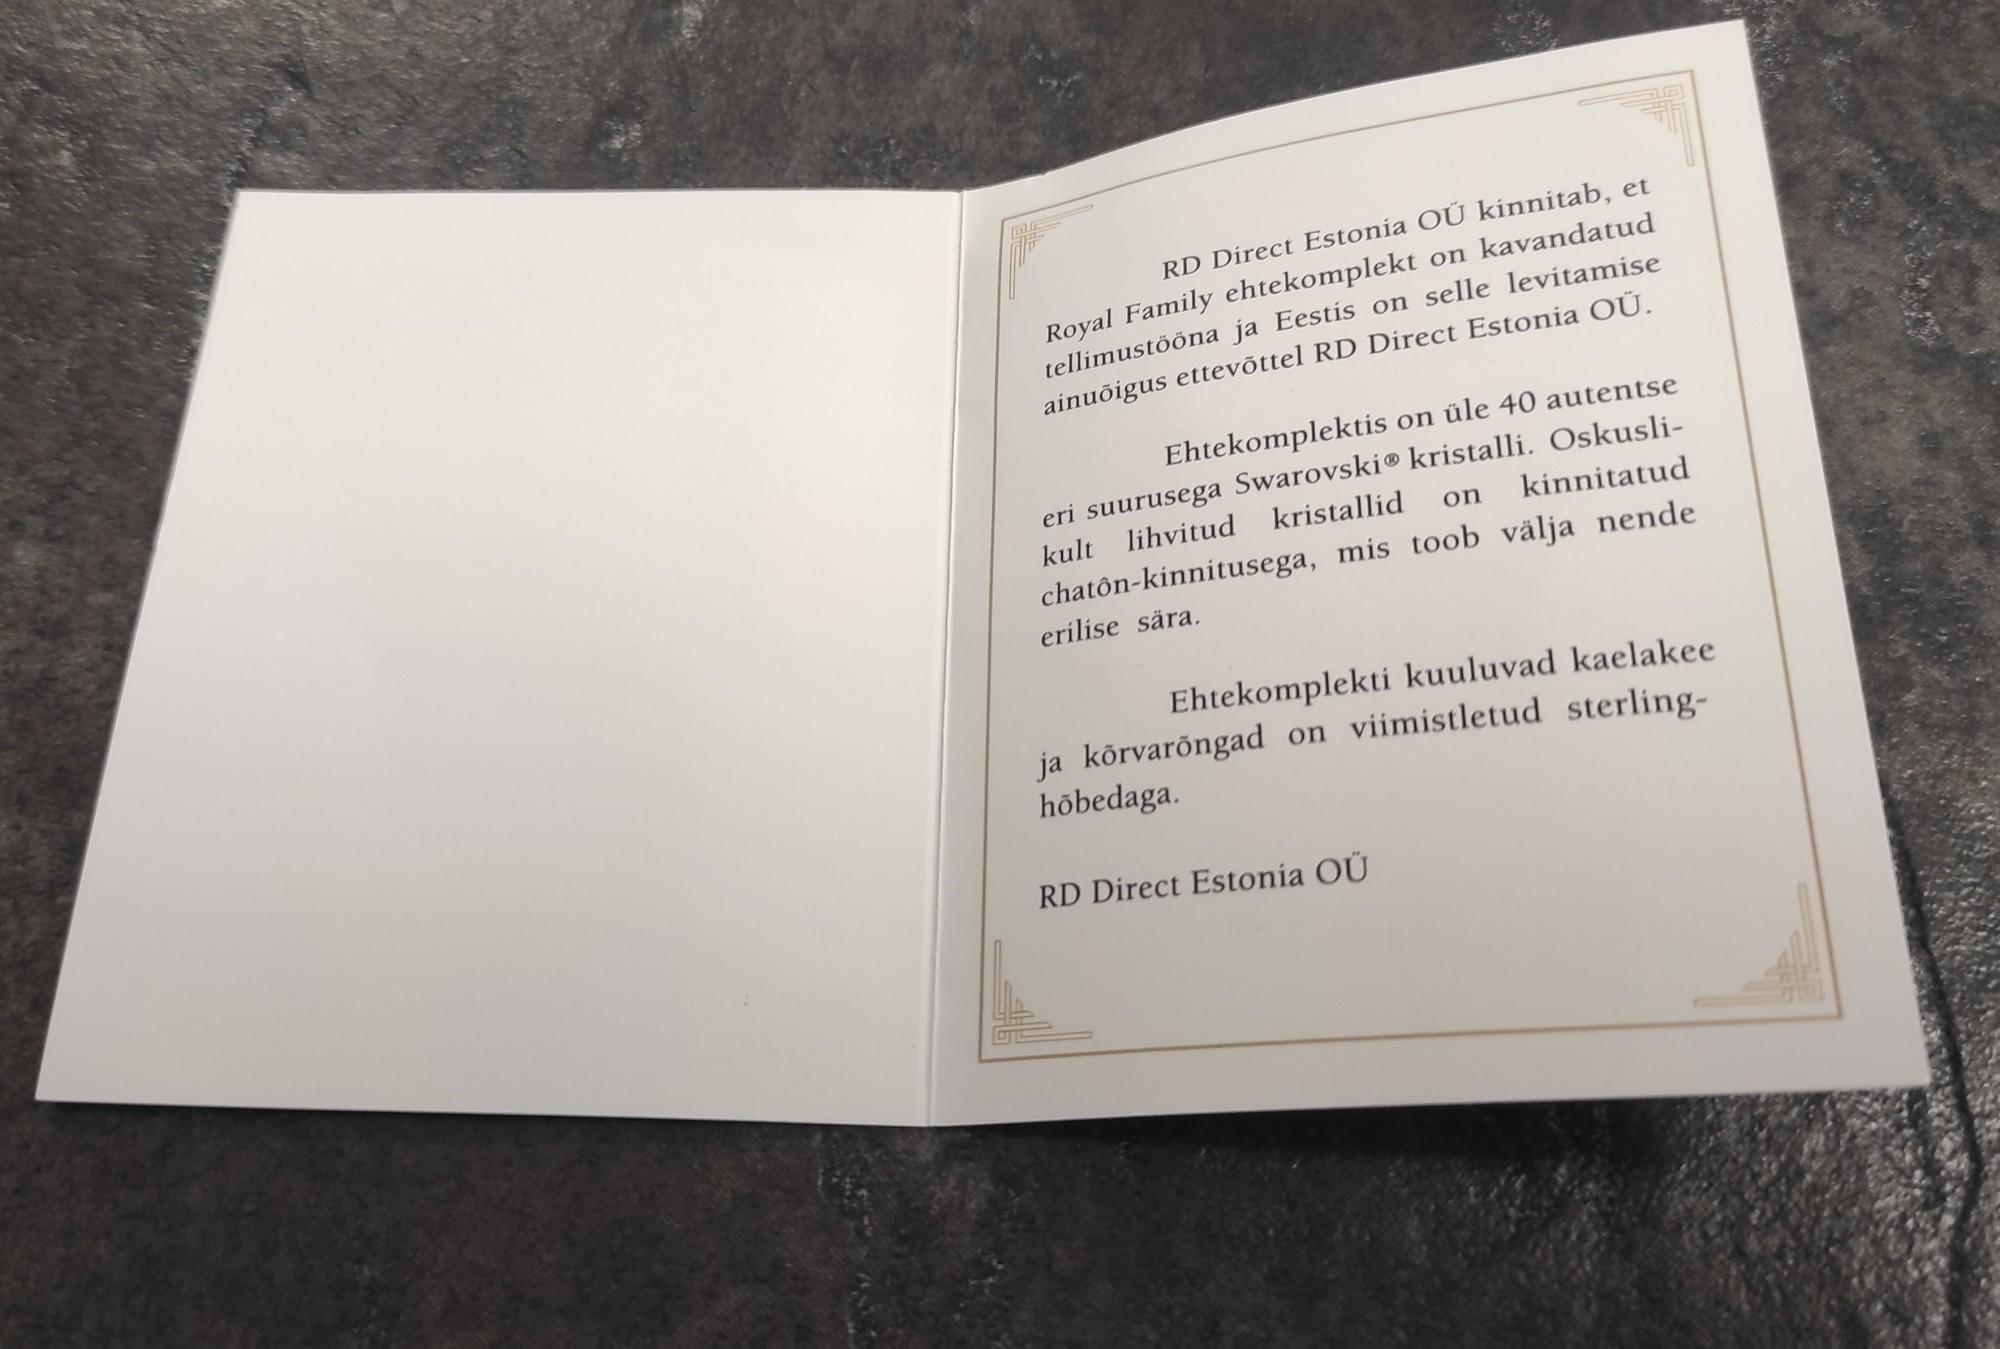 RD Direct Estonia OÜ kinnitab, et
Royal Family ehtekomplekt on kavandatud
tellimustööna ja Eestis on selle levitamise
ainuõigus ettevõttel RD Direct Estonia OÜ.
Ehtekomplektis on üle 40 autentse
eri suurusega Swarovski® kristalli. Oskusli-
kult lihvitud kristallid on kinnitatud
chatôn-kinnitusega, mis toob välja nende
erilise sära.
Ehtekomplekti kuuluvad kaelakee
ja kõrvarõngad on viimistletud sterling-
hõbedaga.
RD Direct Estonia OÜ